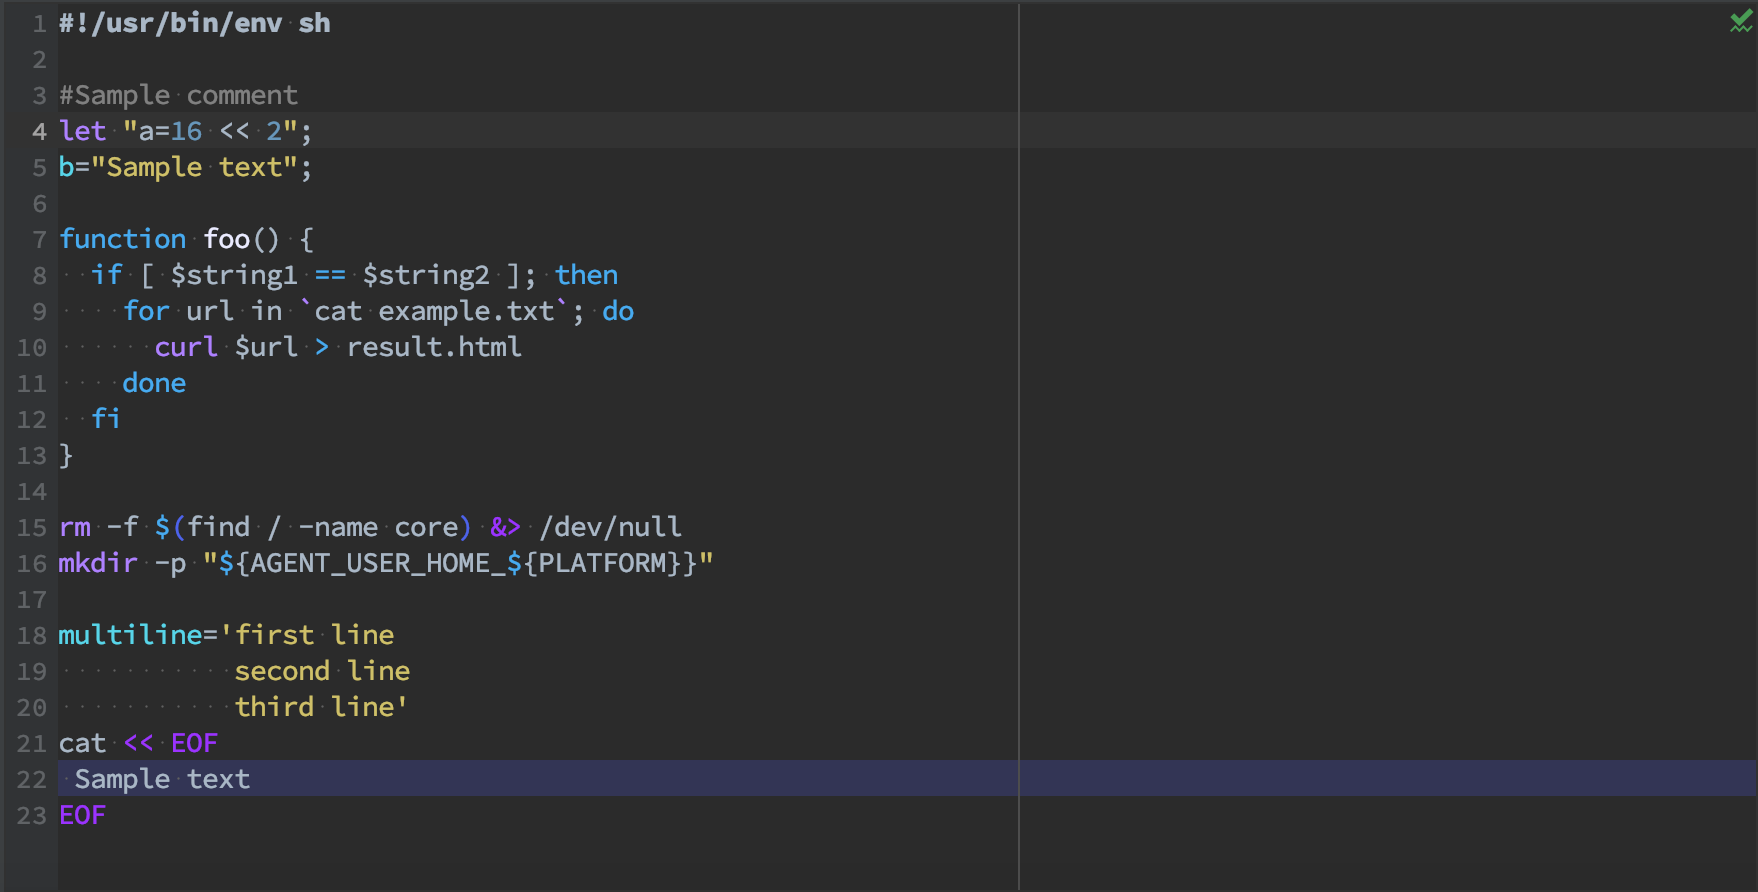 1 #!/usr/bin/env sh
2
3 #Sample comment
4 let "a=16 << 2";
5 b="Sample text";
6
7 function foo() {
8   if [ $string1 == $string2 ]; then
9     for url in `cat example.txt`; do
10       curl $url > result.html
11     done
12   fi
13 }
14
15 rm -f $(find / -name core) &> /dev/null
16 mkdir -p "${AGENT_USER_HOME_${PLATFORM}}"
17
18 multiline='first line
19            second line
20            third line'
21 cat << EOF
22  Sample text
23 EOF